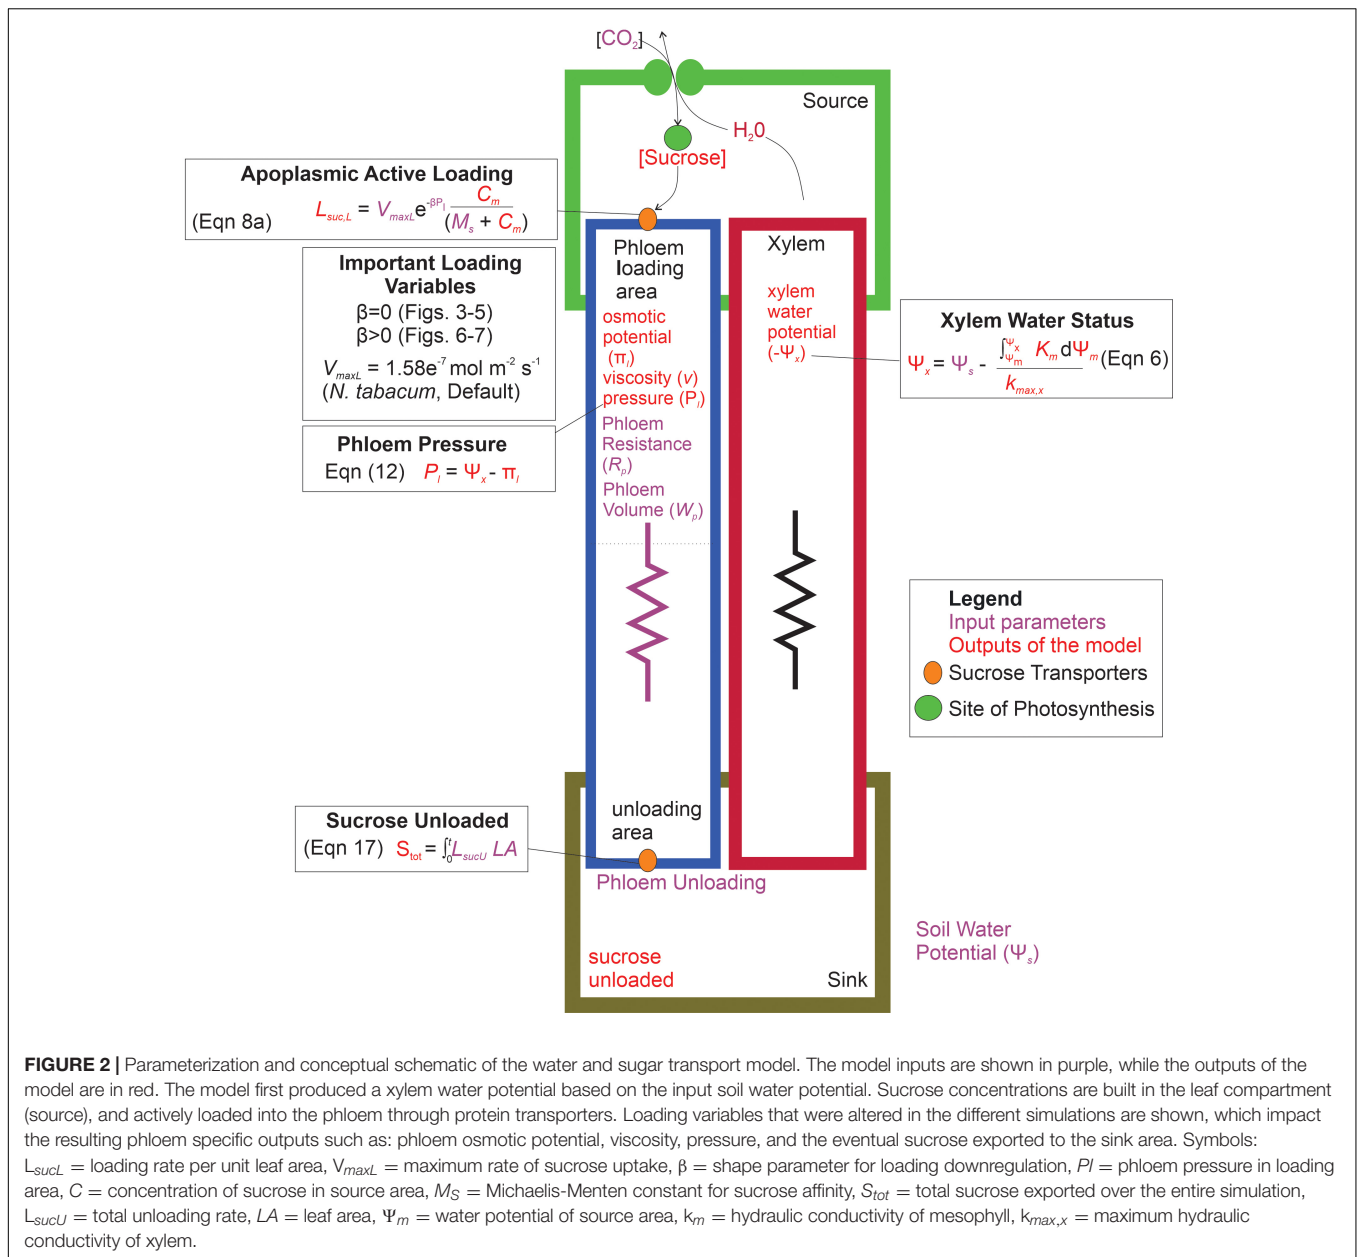 [CO2]
Source
H20
[Sucrose]
Apoplasmic Active Loading
(Eqn 8a) Lsuc,L = VmaxL e-βPl Cm / (Ms + Cm)
Important Loading
Variables
β=0 (Figs. 3-5)
β>0 (Figs. 6-7)
VmaxL = 1.58e-7 mol m-2 s-1
(N. tabacum, Default)
Phloem Pressure
Eqn (12) Pl = Ψx - πl
Phloem
loading
area
osmotic
potential
(πl)
viscosity (v)
pressure (Pl)
Phloem
Resistance
(Rp)
Phloem
Volume (Wp)
Xylem
xylem
water
potential
(-Ψx)
Xylem Water Status
Ψx = Ψs - ∫ΨmΨx Km dΨm / kmax,x (Eqn 6)
Legend
Input parameters
Outputs of the model
Sucrose Transporters
Site of Photosynthesis
Sucrose Unloaded
(Eqn 17) Stot = ∫0t LsucU LA
unloading
area
Phloem Unloading
Soil Water
Potential (Ψs)
sucrose
unloaded
Sink
FIGURE 2 | Parameterization and conceptual schematic of the water and sugar transport model. The model inputs are shown in purple, while the outputs of the
model are in red. The model first produced a xylem water potential based on the input soil water potential. Sucrose concentrations are built in the leaf compartment
(source), and actively loaded into the phloem through protein transporters. Loading variables that were altered in the different simulations are shown, which impact
the resulting phloem specific outputs such as: phloem osmotic potential, viscosity, pressure, and the eventual sucrose exported to the sink area. Symbols:
LsucL = loading rate per unit leaf area, VmaxL = maximum rate of sucrose uptake, β = shape parameter for loading downregulation, Pl = phloem pressure in loading
area, C = concentration of sucrose in source area, MS = Michaelis-Menten constant for sucrose affinity, Stot = total sucrose exported over the entire simulation,
LsucU = total unloading rate, LA = leaf area, Ψm = water potential of source area, km = hydraulic conductivity of mesophyll, kmax,x = maximum hydraulic
conductivity of xylem.